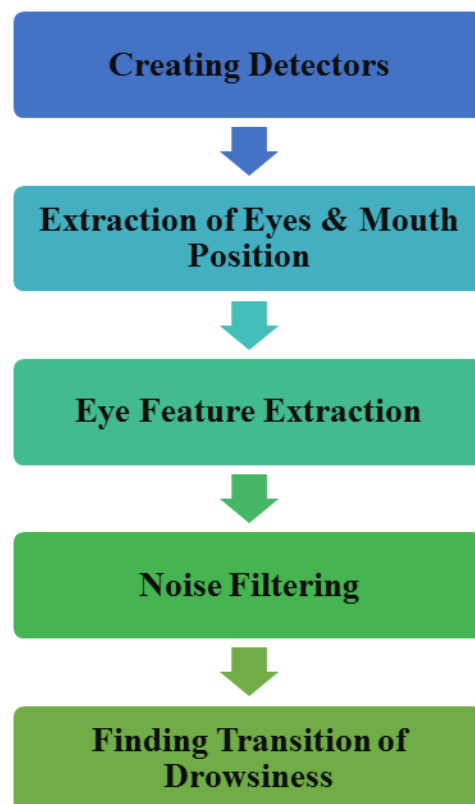 Creating Detectors
Extraction of Eyes & Mouth
Position
Eye Feature Extraction
Noise Filtering
Finding Transition of
Drowsiness